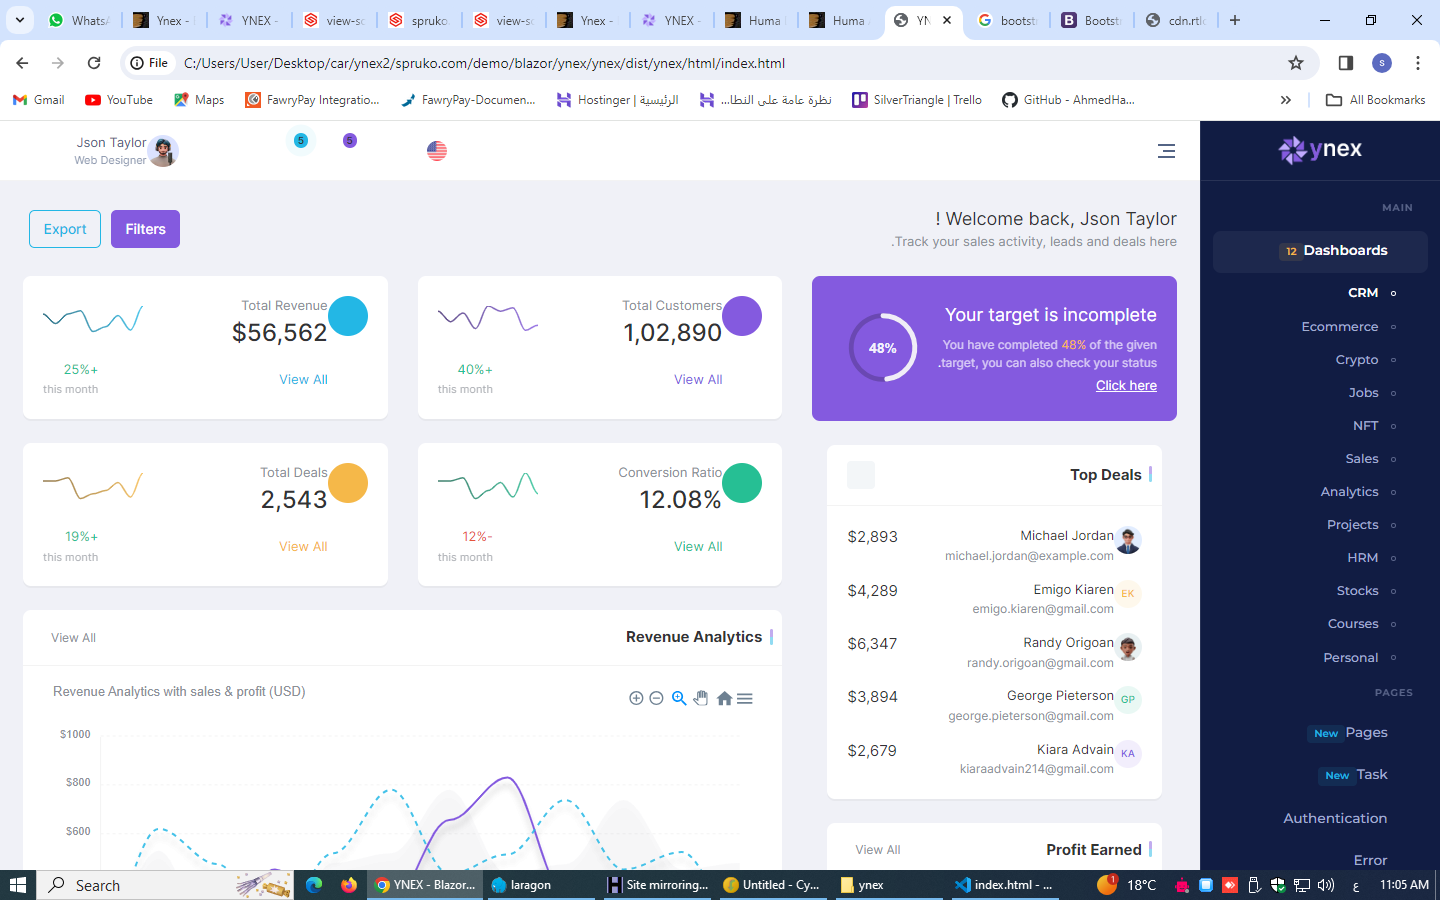 WhatsA
Ynex -
YNEX -
view-so
spruko.
view-so
Ynex -
YNEX -
Huma
Huma
YN
bootst
Bootst
cdn.rtlc
File
C:/Users/User/Desktop/car/ynex2/spruko.com/demo/blazor/ynex/ynex/dist/ynex/html/index.html
S
Gmail
YouTube
Maps
FawryPay Integratio...
FawryPay-Documen...
الرئيسية | Hostinger
نظرة عامة على النطا...
SilverTriangle | Trello
GitHub - AhmedHa...
All Bookmarks
Json Taylor
Web Designer
5
5
ynex
Export
Filters
! Welcome back, Json Taylor
.Track your sales activity, leads and deals here
Total Revenue
$56,562
25%+
this month
View All
Total Customers
1,02,890
40%+
this month
View All
48%
Your target is incomplete
You have completed 48% of the given
.target, you can also check your status
Click here
Total Deals
2,543
19%+
this month
View All
Conversion Ratio
12.08%
12%-
this month
View All
Top Deals
$2,893
Michael Jordan
michael.jordan@example.com
$4,289
Emigo Kiaren
emigo.kiaren@gmail.com
EK
$6,347
Randy Origoan
randy.origoan@gmail.com
$3,894
George Pieterson
george.pieterson@gmail.com
GP
$2,679
Kiara Advain
kiaraadvain214@gmail.com
KA
View All
Revenue Analytics
Revenue Analytics with sales & profit (USD)
$1000
$800
$600
View All
Profit Earned
MAIN
12 Dashboards
CRM
Ecommerce
Crypto
Jobs
NFT
Sales
Analytics
Projects
HRM
Stocks
Courses
Personal
PAGES
New Pages
New Task
Authentication
Error
Search
YNEX - Blazor...
laragon
Site mirroring...
Untitled - Cy...
ynex
index.html - ...
1
18°C
ع
11:05 AM